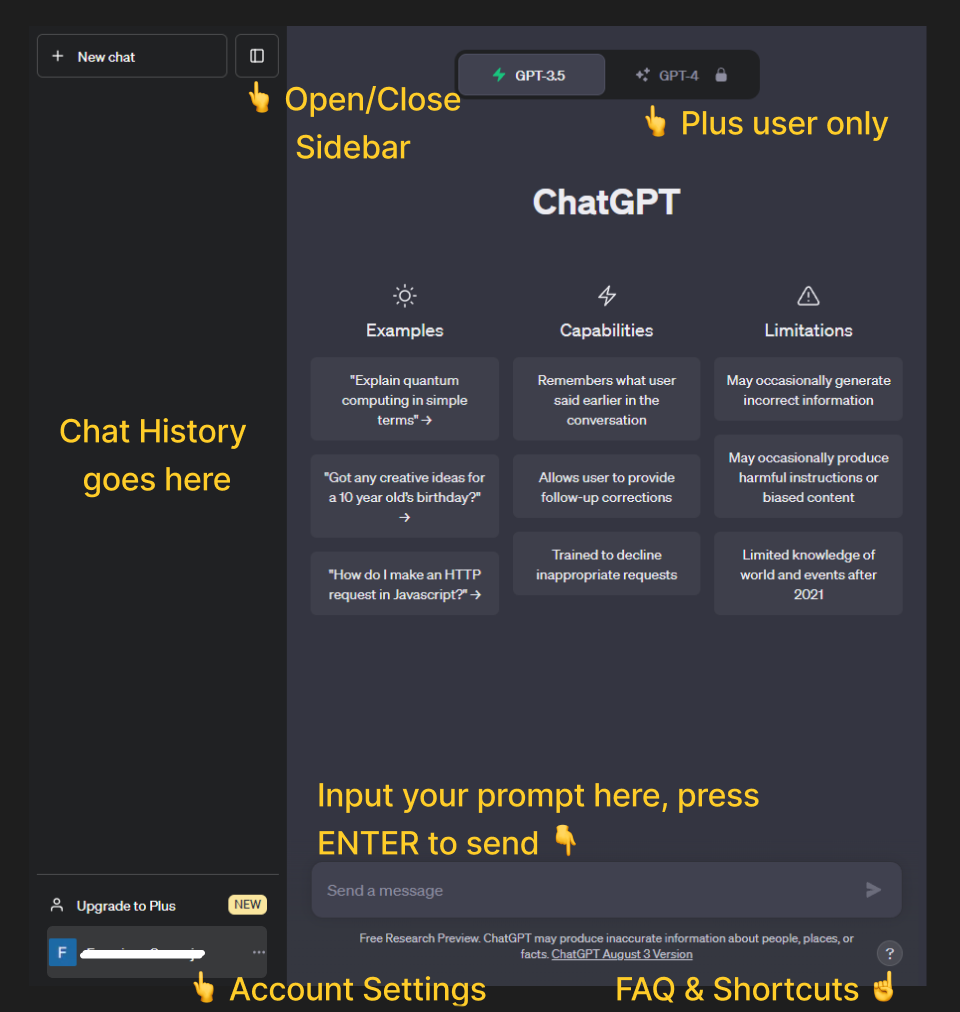 New chat
GPT-3.5
GPT-4
Open/Close
Sidebar
Plus user only
ChatGPT
Examples
"Explain quantum
computing in simple
terms" →
"Got any creative ideas for
a 10 year old's birthday?"
→
"How do I make an HTTP
request in Javascript?" →
Capabilities
Remembers what user
said earlier in the
conversation
Allows user to provide
follow-up corrections
Trained to decline
inappropriate requests
Limitations
May occasionally generate
incorrect information
May occasionally produce
harmful instructions or
biased content
Limited knowledge of
world and events after
2021
Chat History
goes here
Input your prompt here, press
ENTER to send
Send a message
Upgrade to Plus
NEW
F
Free Research Preview. ChatGPT may produce inaccurate information about people, places, or
facts. ChatGPT August 3 Version
?
Account Settings
FAQ & Shortcuts